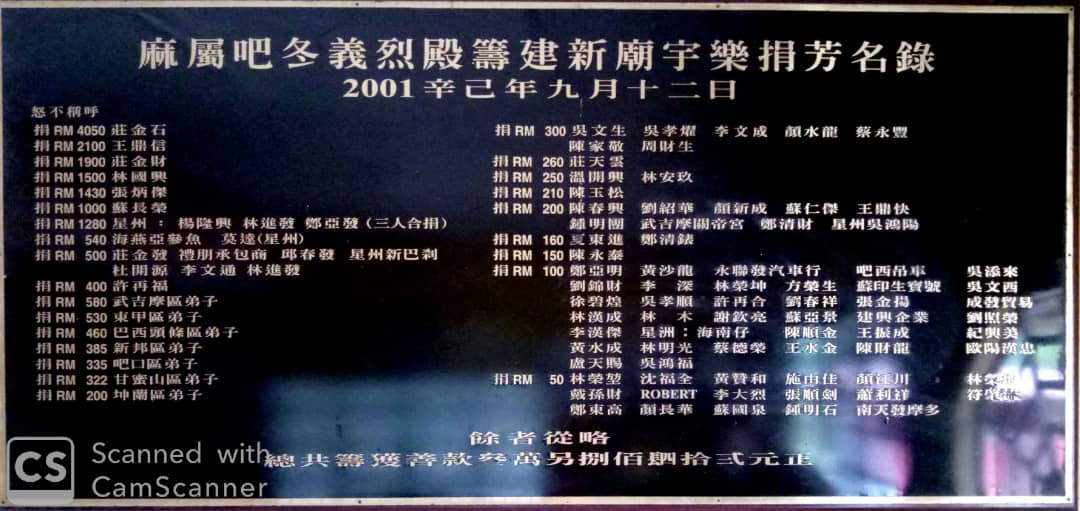 麻屬吧冬義烈殿籌建新廟宇樂捐芳名錄
2001 辛己年九月十二日
恕不稱呼
捐RM 4050 莊金石
捐RM 2100 王鼎信
捐RM 1900 莊金財
捐RM 1500 林國興
捐RM 1430 張炳傑
捐RM 1000 蘇長榮
捐RM 1280 星州 : 楊隆興 林進發 鄭亞發 (三人合捐)
捐RM 540 海燕亞參魚 莫達(星州)
捐RM 500 莊金發 禮朋承包商 邱春發 星州新巴剎
杜開源 李文通 林進發
捐RM 400 許再福
捐RM 580 武吉摩區弟子
捐RM 530 東甲區弟子
捐RM 460 巴西頭條區弟子
捐RM 385 新邦區弟子
捐RM 335 吧口區弟子
捐RM 322 甘蜜山區弟子
捐RM 200 坤蘭區弟子
捐RM 300 吳文生 吳孝燿 李文成 顏水龍 蔡永豐
陳家敬 周財生
捐RM 260 莊天雲
捐RM 250 溫開興 林安玖
捐RM 210 陳玉松
捐RM 200 陳春興 劉紹華 顏新成 蘇仁傑 王鼎快
鍾明團 武吉摩關帝宮 鄭清財 星州吳鴻陽
捐RM 160 夏東進 鄭清錶
捐RM 150 陳永泰
捐RM 100 鄭亞明 黃沙龍 永聯發汽車行 吧西吊車 吳添來
劉錦財 李 深 林榮坤 方榮生 蘇印生寶號 吳文西
徐碧煌 吳孝順 許再合 劉春祥 張金揚 成發貿易
林漢成 林 木 謝欽亮 蘇亞景 建興企業 劉照榮
李漢傑 星洲 : 海南仔 陳順金 王振成 紀興美
黃水成 林明光 蔡德榮 王水金 陳財龍 歐陽漢忠
盧天賜 吳鴻福
捐RM 50 林榮堃 沈福全 黃贊和 施甫佳 顏江川
戴孫財 ROBERT 李大烈 張順劍 蕭利祥
鄭東高 顏長華 蘇國泉 鍾明石 南天發摩多
餘者從略
總共籌獲善款叁萬另捌佰肆拾弍元正
CS Scanned with
CamScanner